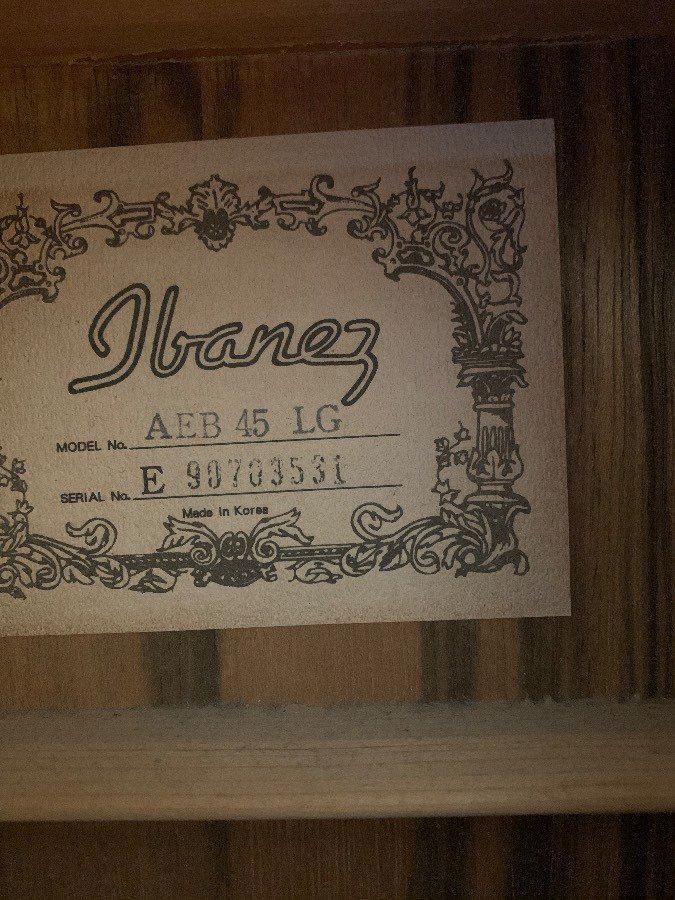 Ibanez
MODEL No. AEB 45 LG
SERIAL No. E 90703531
Made in Korea